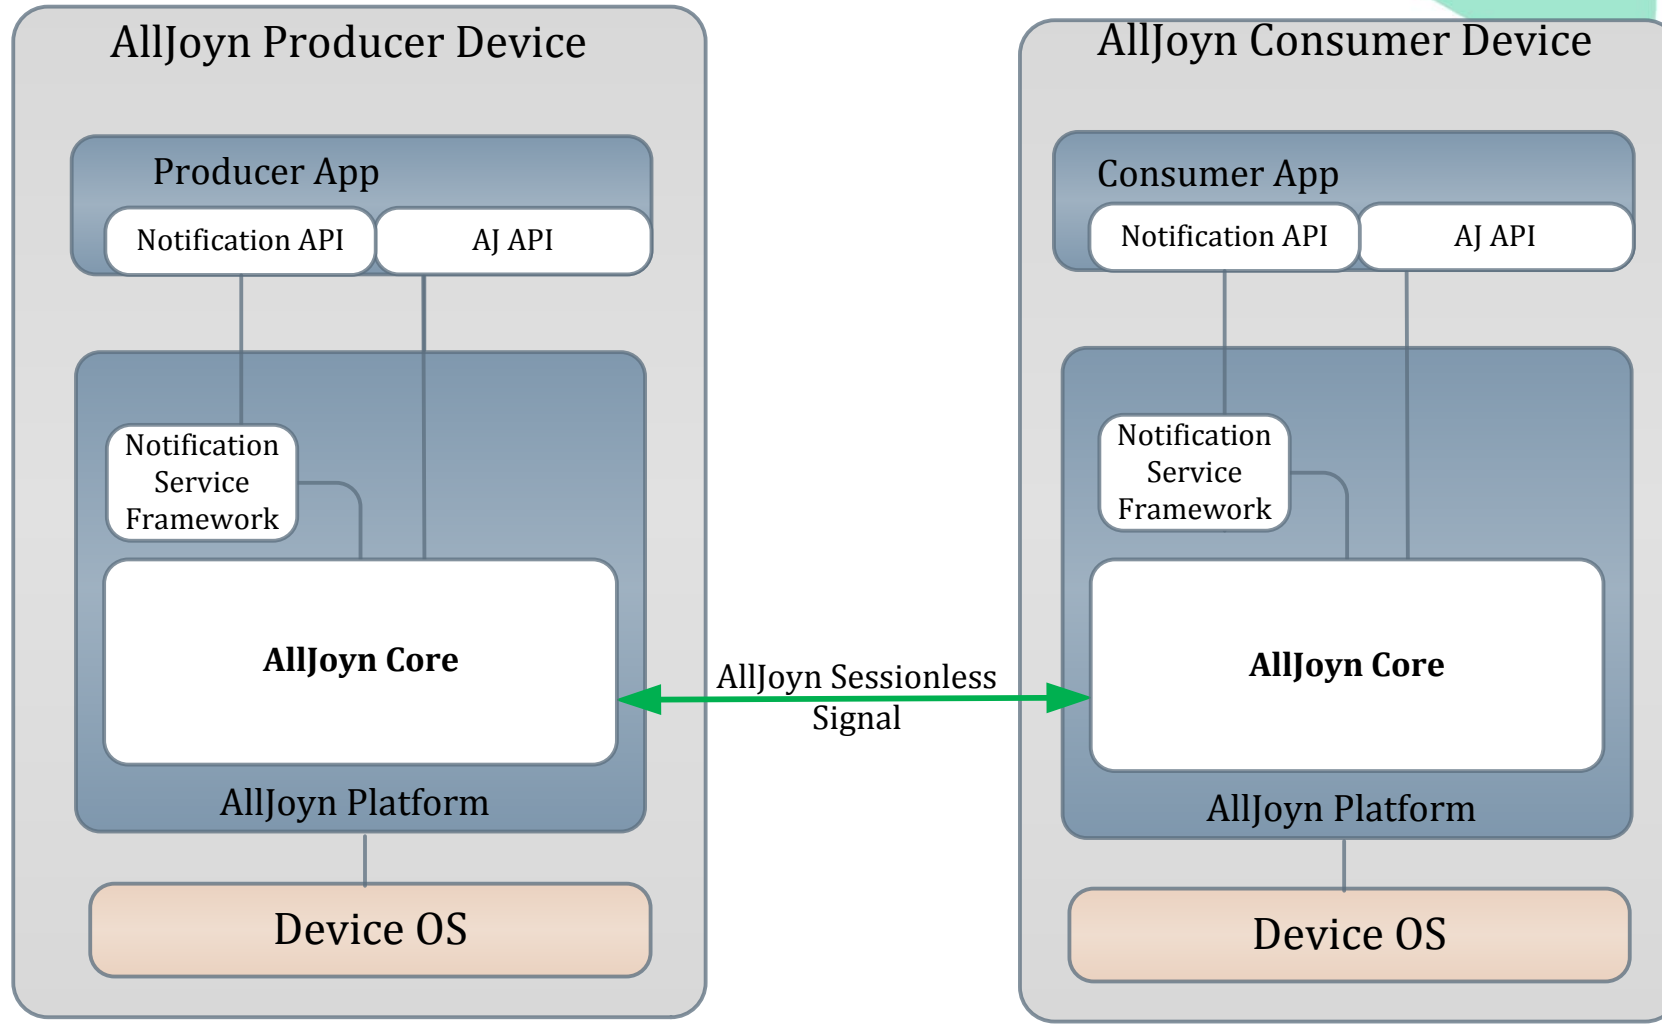 AllJoyn Producer Device
Producer App
Notification API
AJ API
Notification
Service
Framework
AllJoyn Core
AllJoyn Platform
Device OS
AllJoyn Sessionless
Signal
AllJoyn Consumer Device
Consumer App
Notification API
AJ API
Notification
Service
Framework
AllJoyn Core
AllJoyn Platform
Device OS